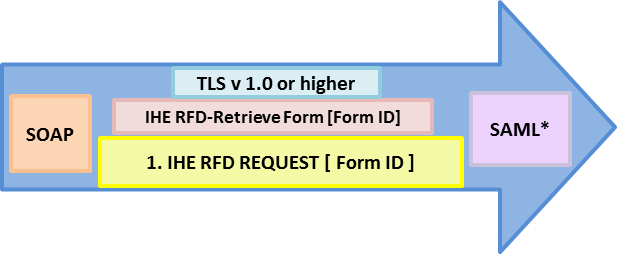 TLS v 1.0 or higher
IHE RFD-Retrieve Form [Form ID]
SOAP
SAML*
1. IHE RFD REQUEST [ Form ID ]